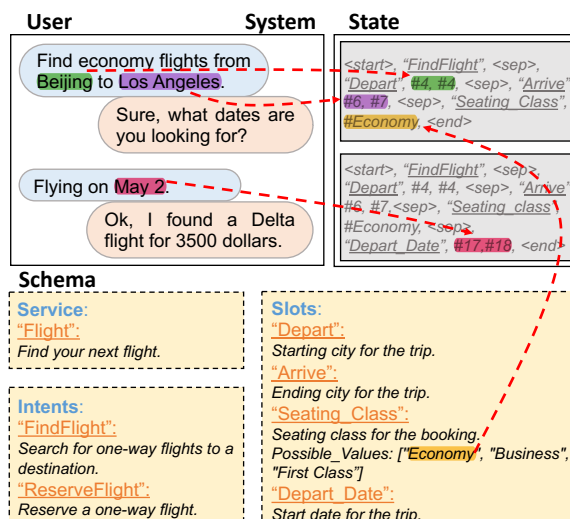 User
System
State
Find economy flights from
Beijing to Los Angeles.
Sure, what dates are
you looking for?
Flying on May 2.
Ok, I found a Delta
flight for 3500 dollars.
<start>, “FindFlight”, <sep>,
“Depart”, #4, #4, <sep>, “Arrive”
#6, #7, <sep>, “Seating_Class”,
#Economy, <end>
<start>, “FindFlight”, <sep>,
“Depart”, #4, #4, <sep>, “Arrive”
#6, #7,<sep>, “Seating_class”,
#Economy, <sep>,
“Depart_Date”, #17,#18, <end>
Schema
Service:
“Flight”:
Find your next flight.
Intents:
“FindFlight”:
Search for one-way flights to a
destination.
“ReserveFlight”:
Reserve a one-way flight.
Slots:
“Depart”:
Starting city for the trip.
“Arrive”:
Ending city for the trip.
“Seating_Class”:
Seating class for the booking.
Possible_Values: ["Economy", "Business",
"First Class”]
“Depart_Date”:
Start date for the trip.